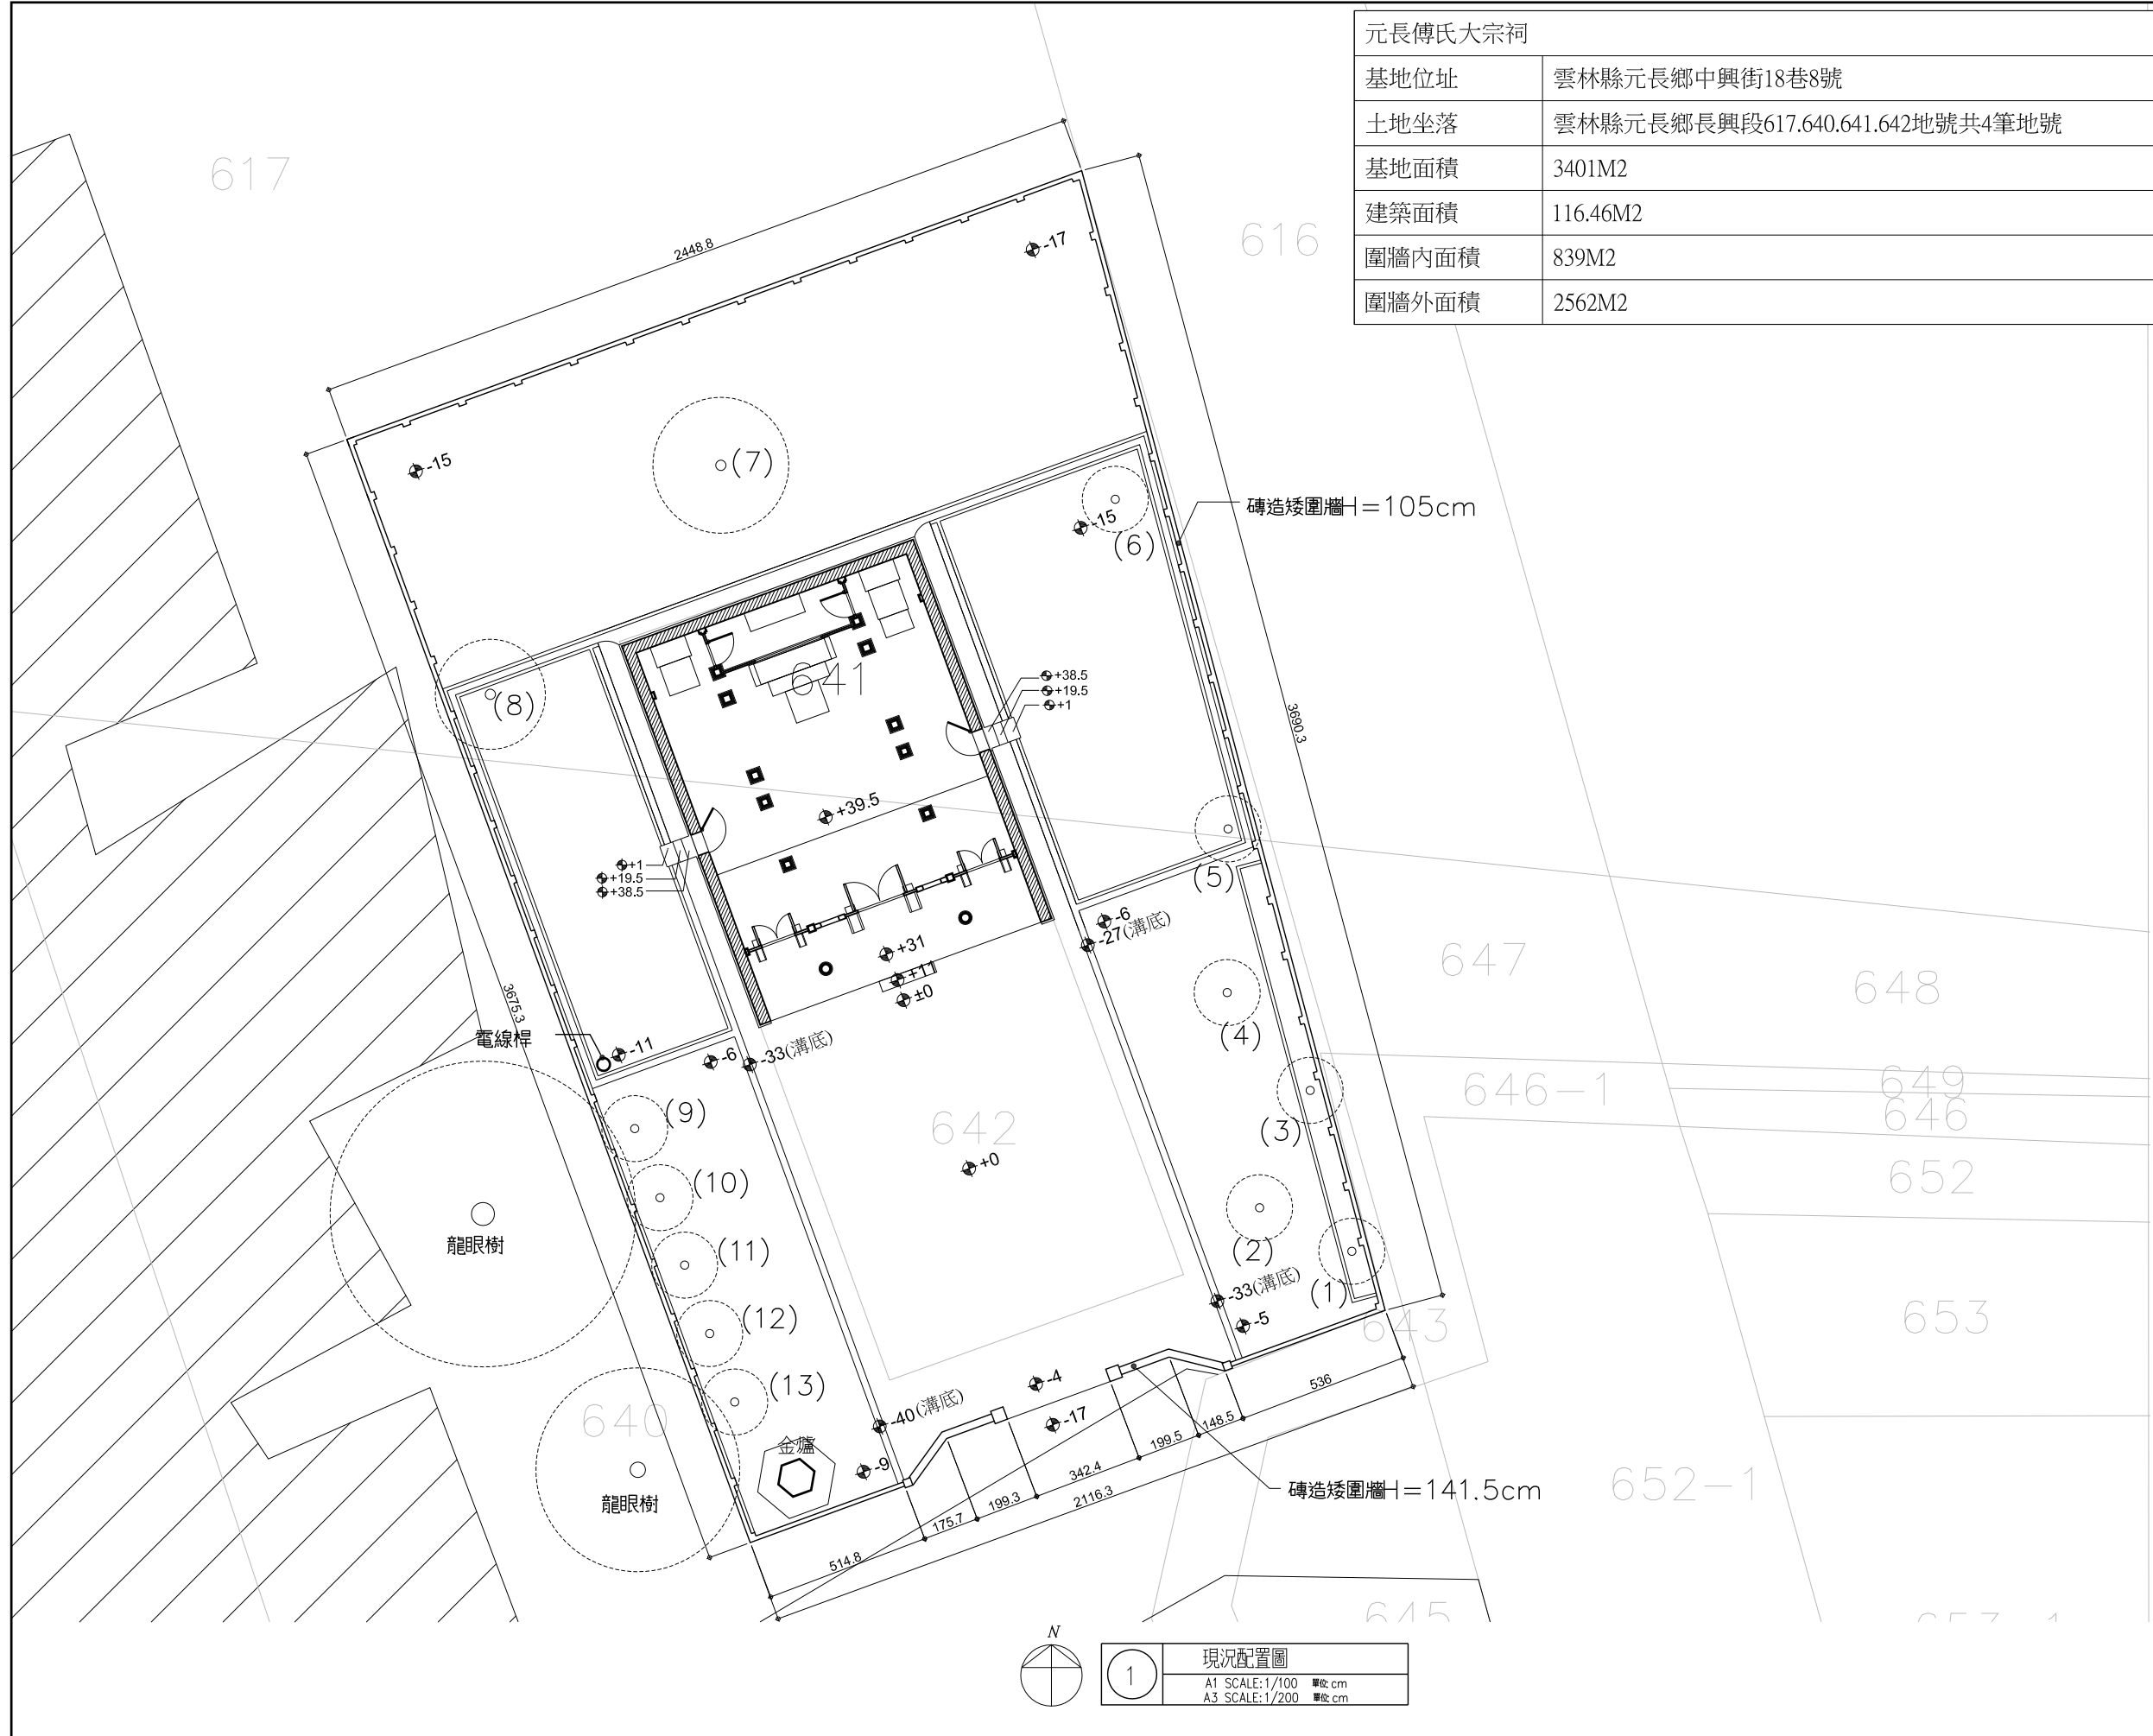 元長傅氏大宗祠
基地位址 雲林縣元長鄉中興街18巷8號
土地坐落 雲林縣元長鄉長興段617.640.641.642地號共4筆地號
基地面積 3401M2
建築面積 116.46M2
圍牆內面積 839M2
圍牆外面積 2562M2
617
616
2448.8
-17
-15
(7)
磚造矮圍牆H=105cm
-15
(6)
641
(8)
+38.5
+19.5
+1
3690.3
+39.5
+1
+19.5
+38.5
(5)
-6
-27(溝底)
+31
+11
±0
647
648
3675.3
電線桿
-11
-6
-33(溝底)
(4)
646-1
649
646
(9)
642
(3)
+0
(10)
652
龍眼樹
(11)
(2)
-33(溝底)
(1)
-5
643
653
(12)
(13)
-4
536
640
-40(溝底)
-17
148.5
金爐
199.5
-9
342.4
199.3
2116.3
175.7
514.8
磚造矮圍牆H=141.5cm
652-1
龍眼樹
645
653-1
N
1
現況配置圖
A1 SCALE:1/100 單位:cm
A3 SCALE:1/200 單位:cm